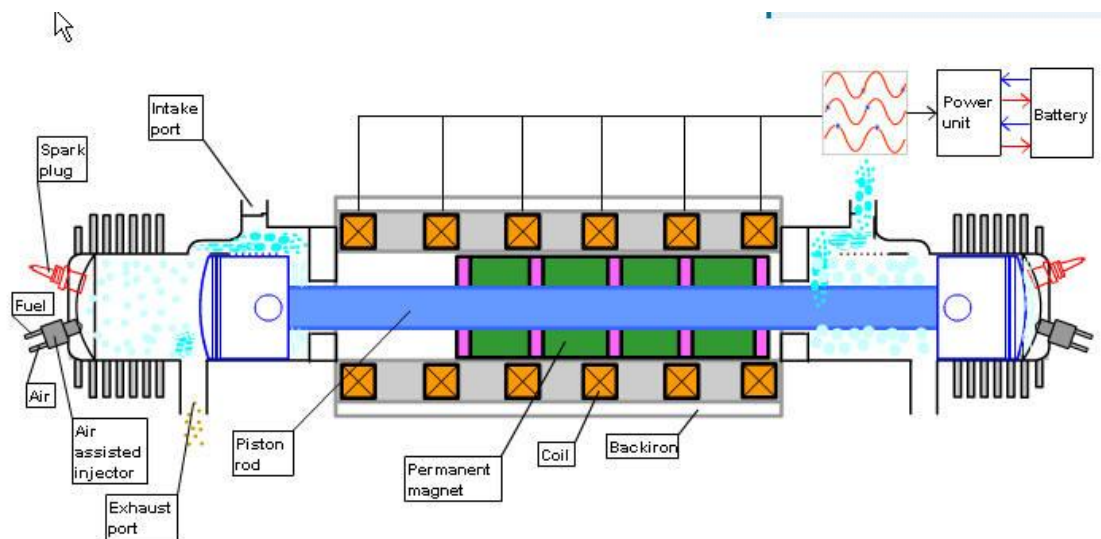 Intake
port
Spark
plug
Power
unit
Battery
Fuel
Air
Air
assisted
injector
Exhaust
port
Piston
rod
Permanent
magnet
Coil
Backiron